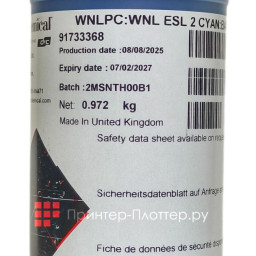 WNLPC:WNL ESL 2 CYAN
91733368
Production date :08/08/2025
Expiry date : 07/02/2027
Batch :2MSNTH00B1
Net: 0.972 kg
Made In United Kingdom
Safety data sheet available on
Sicherheitsdatenblatt auf Anfrage
Принтер-Плоттер.ру
Fiche de données de sécurité